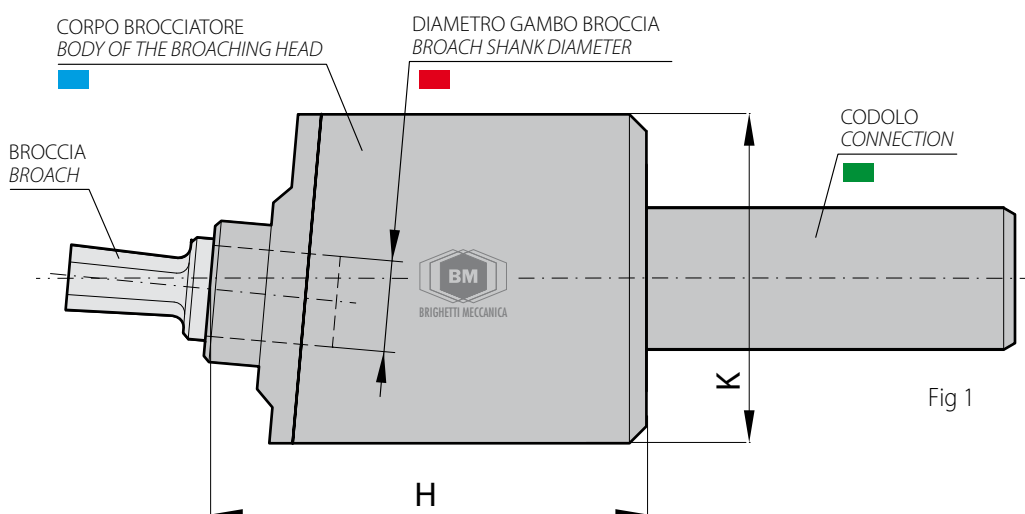 CORPO BROCCIATORE
BODY OF THE BROACHING HEAD
DIAMETRO GAMBO BROCCIA
BROACH SHANK DIAMETER
CODOLO
CONNECTION
BROCCIA
BROACH
BM
BRIGHETTI MECCANICA
K
Fig 1
H